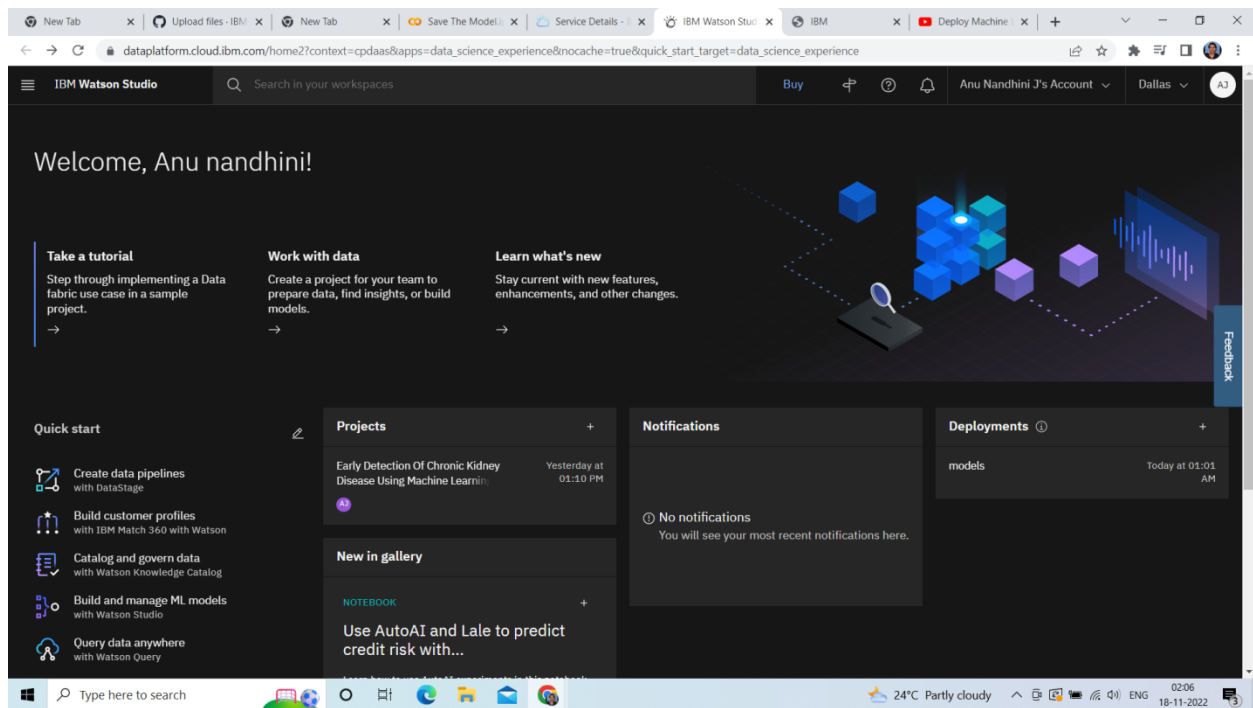 New Tab
Upload files - IBM
New Tab
Save The Model.i
Service Details -
IBM Watson Stud
IBM
Deploy Machine
dataplatform.cloud.ibm.com/home2?context=cpdaas&apps=data_science_experience&nocache=true&quick_start_target=data_science_experience
IBM Watson Studio
Search in your workspaces
Buy
Anu Nandhini J's Account
Dallas
AJ
Welcome, Anu nandhini!
Take a tutorial
Step through implementing a Data
fabric use case in a sample
project.
Work with data
Create a project for your team to
prepare data, find insights, or build
models.
Learn what's new
Stay current with new features,
enhancements, and other changes.
Feedback
Quick start
Create data pipelines
with DataStage
Build customer profiles
with IBM Match 360 with Watson
Catalog and govern data
with Watson Knowledge Catalog
Build and manage ML models
with Watson Studio
Query data anywhere
with Watson Query
Projects
Early Detection Of Chronic Kidney
Disease Using Machine Learnin
Yesterday at
01:10 PM
AJ
New in gallery
NOTEBOOK
Use AutoAI and Lale to predict
credit risk with...
Notifications
No notifications
You will see your most recent notifications here.
Deployments
models
Today at 01:01
AM
Type here to search
24°C Partly cloudy
ENG
02:06
18-11-2022
3